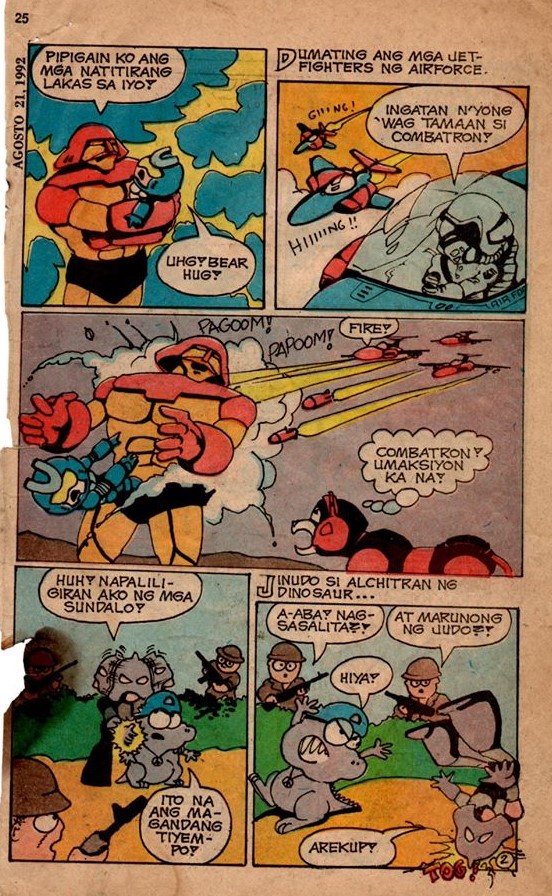 25
AGOSTO 21, 1992
PIPIGAIN KO ANG
MGA NATITIRANG
LAKAS SA IYO!
UHG! BEAR
HUG!
DUMATING ANG MGA JET-
FIGHTERS NG AIRFORCE.
GIIING!
INGATAN N'YONG
'WAG TAMAAN SI
COMBATRON!
HIIIING!!
AIR FO
PAGOOM!
PAPOOM!
FIRE!
COMBATRON!
UMAKSIYON
KA NA!
HUH! NAPALILI-
GIRAN AKO NG MGA
SUNDALO!
ITO NA
ANG MA-
GANDANG
TIYEM-
PO!
JINUDO SI ALCHITRAN NG
DINOSAUR...
A-ABA! NAG-
SASALITA?!
AT MARUNONG
NG JUDO?!
HIYA!
AREKUP!
TOG!
2